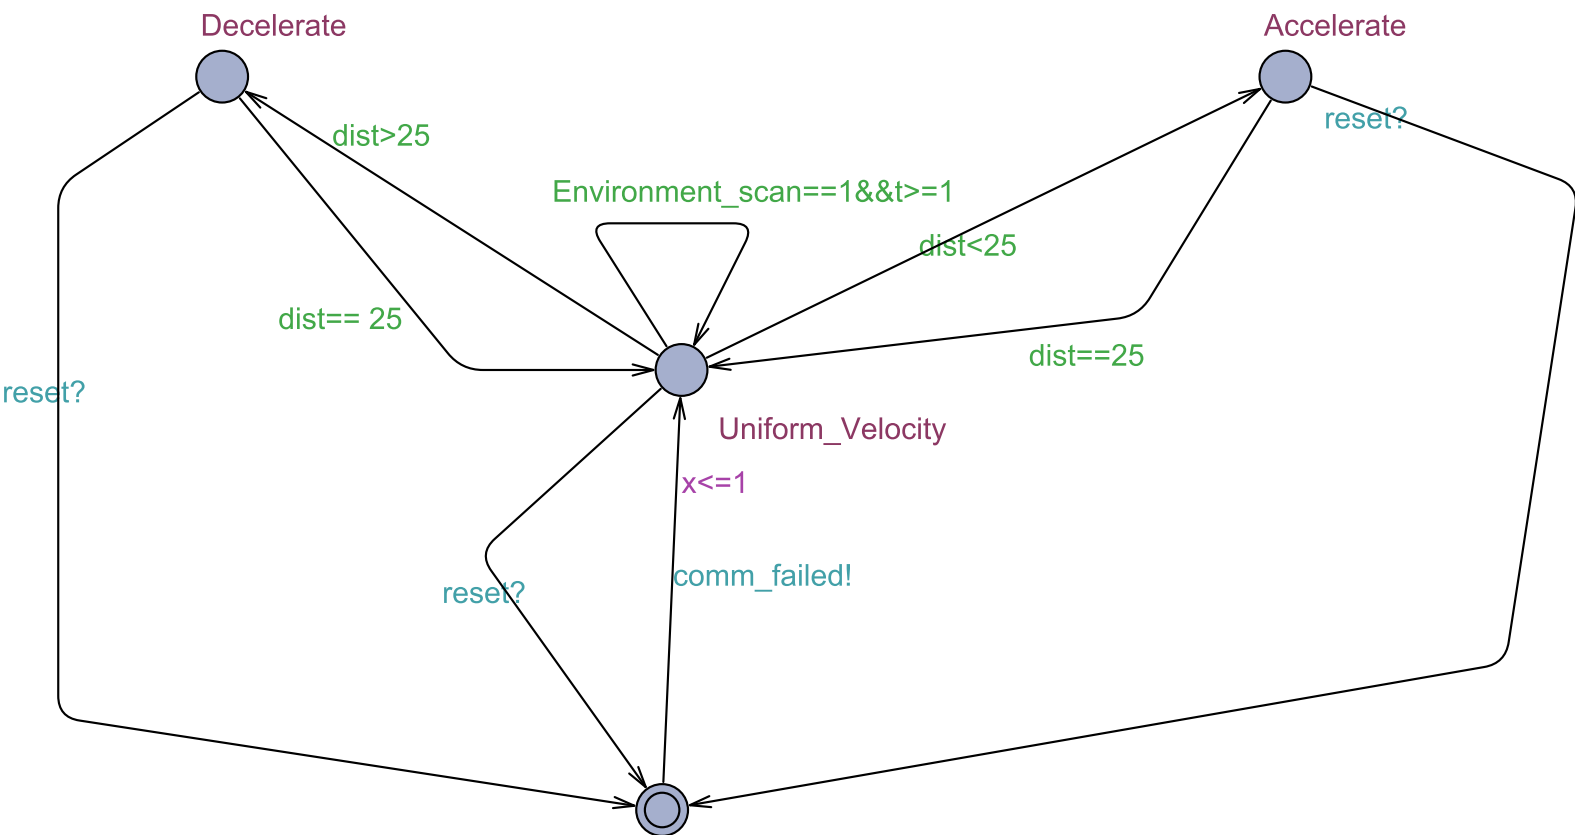 Decelerate
Accelerate
reset?
dist>25
Environment_scan==1&&t>=1
dist<25
dist== 25
dist==25
reset?
Uniform_Velocity
x<=1
comm_failed!
reset?